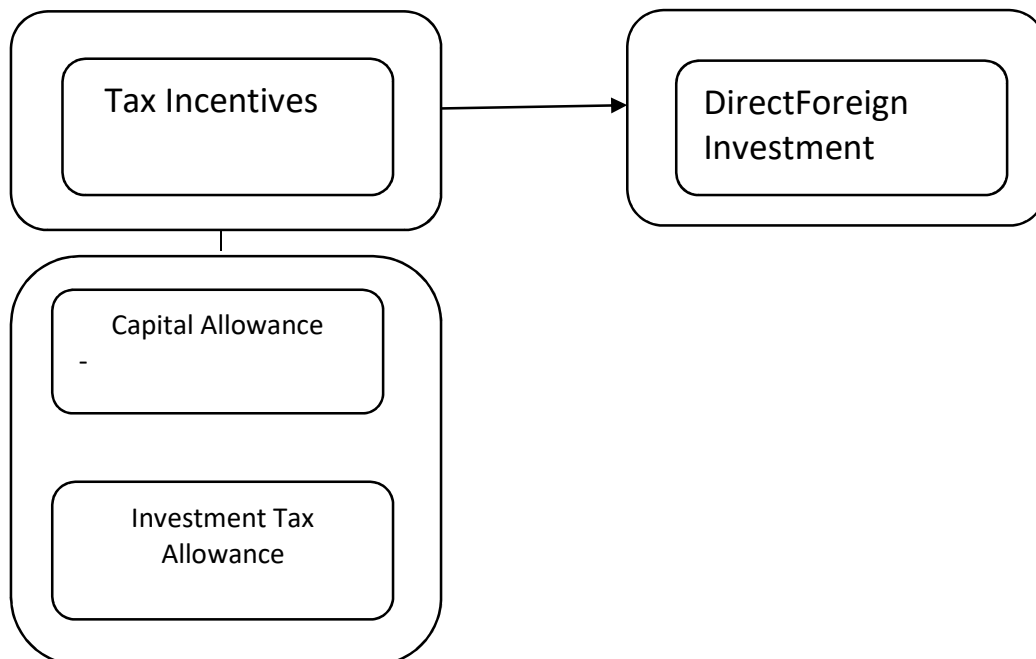 Tax Incentives
DirectForeign
Investment
Capital Allowance
-
Investment Tax
Allowance